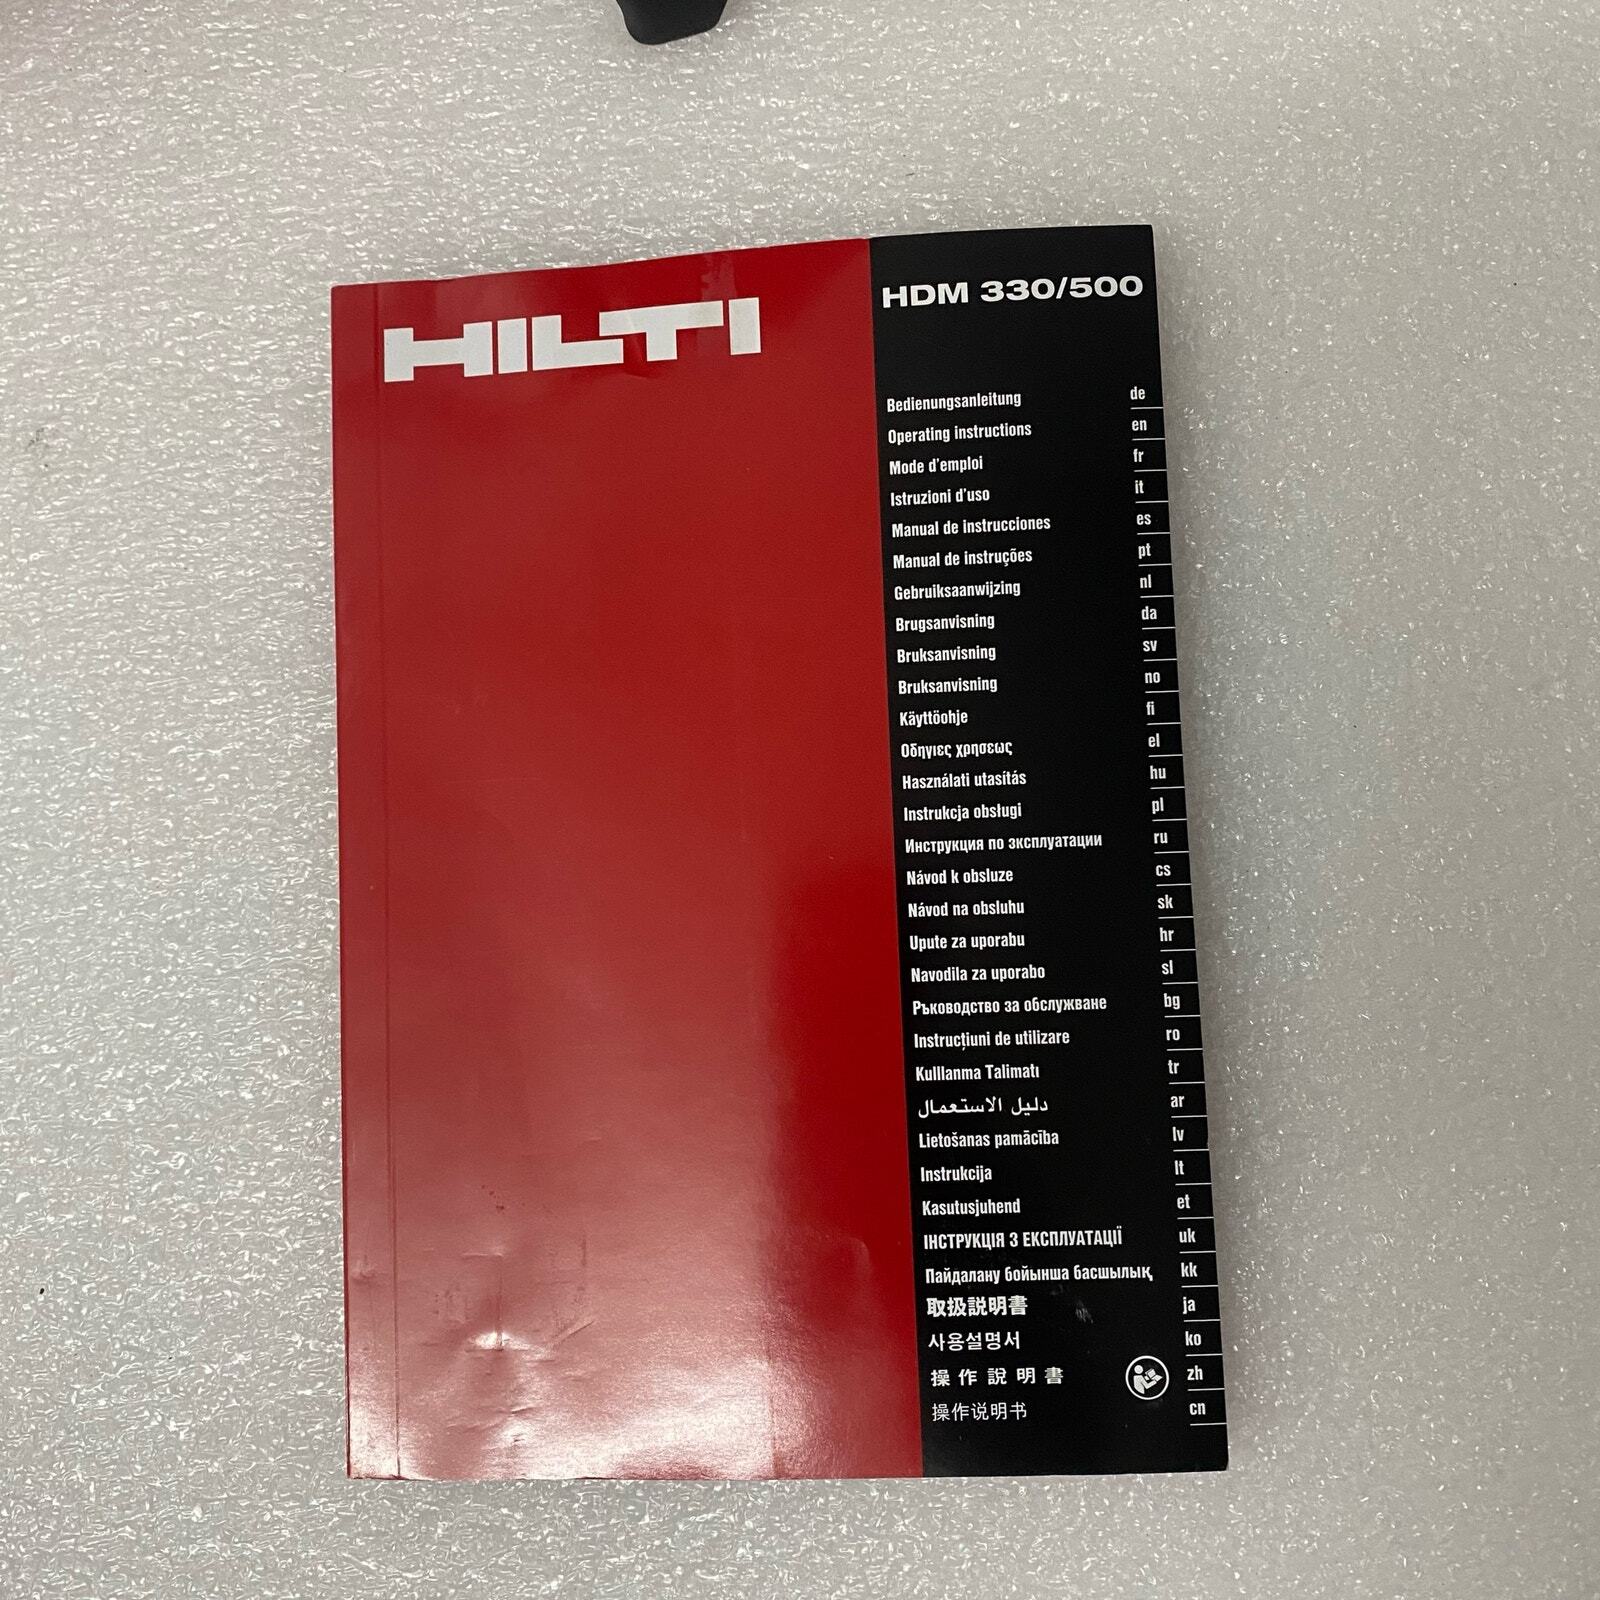 HILTI
HDM 330/500
Bedienungsanleitung de
Operating instructions en
Mode d'emploi fr
Istruzioni d'uso it
Manual de instrucciones es
Manual de instruções pt
Gebruiksaanwijzing nl
Brugsanvisning da
Bruksanvisning sv
Bruksanvisning no
Käyttöohje fi
Οδηγιες χρησεως el
Használati utasítás hu
Instrukcja obsługi pl
Инструкция по зксплуатации ru
Návod k obsluze cs
Návod na obsluhu sk
Upute za uporabu hr
Navodila za uporabo sl
Ръководство за обслужване bg
Instrucțiuni de utilizare ro
Kulllanma Talimatı tr
دليل الاستعمال ar
Lietošanas pamācība lv
Instrukcija lt
Kasutusjuhend et
ІНСТРУКЦІЯ З ЕКСПЛУАТАЦІЇ uk
Пайдалану бойынша басшылық kk
取扱説明書 ja
사용설명서 ko
操作說明書 zh
操作说明书 cn